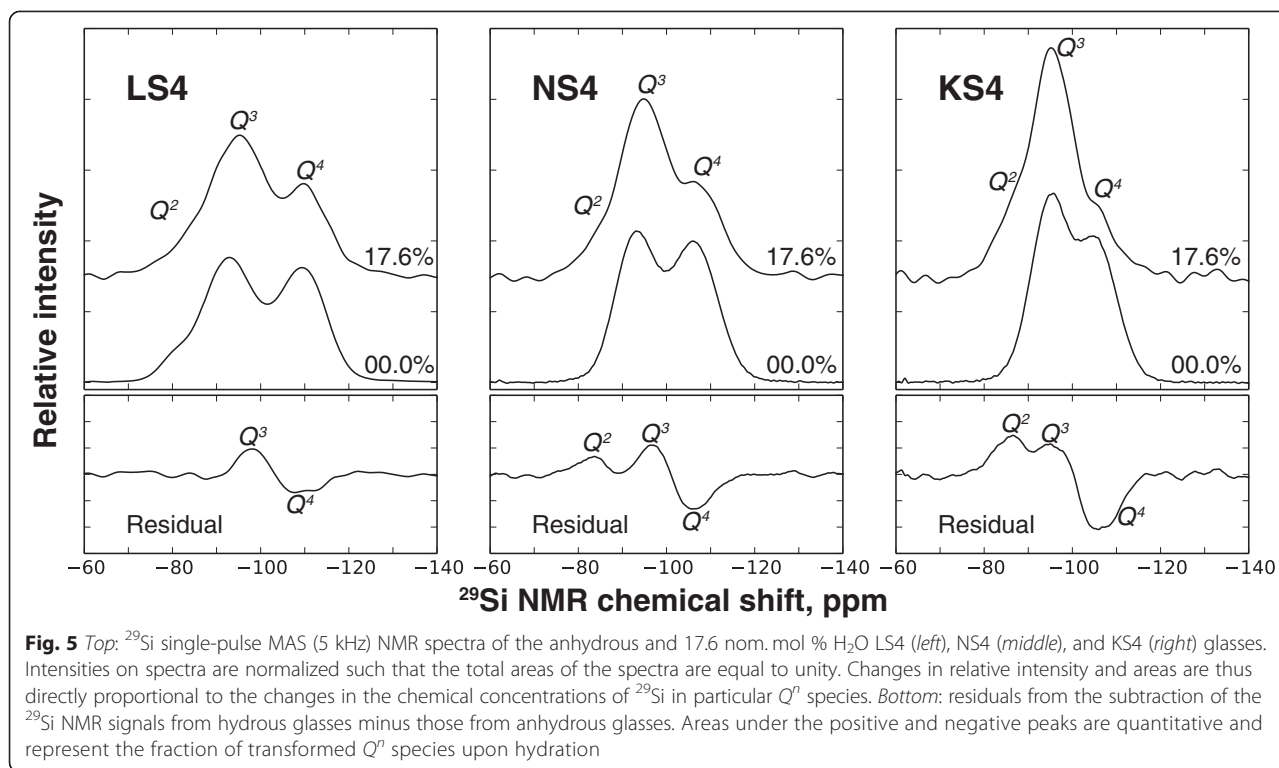 LS4
Q3
Q4
Q2
17.6%
00.0%
NS4
Q3
Q4
Q2
17.6%
00.0%
KS4
Q3
Q2
Q4
17.6%
00.0%
Relative intensity
Q3
Q4
Residual
Q2
Q3
Q4
Residual
Q2
Q3
Q4
Residual
−60 −80 −100 −120 −60 −80 −100 −120 −60 −80 −100 −120 −140
29Si NMR chemical shift, ppm
Fig. 5 Top: 29Si single-pulse MAS (5 kHz) NMR spectra of the anhydrous and 17.6 nom. mol % H2O LS4 (left), NS4 (middle), and KS4 (right) glasses.
Intensities on spectra are normalized such that the total areas of the spectra are equal to unity. Changes in relative intensity and areas are thus
directly proportional to the changes in the chemical concentrations of 29Si in particular Qn species. Bottom: residuals from the subtraction of the
29Si NMR signals from hydrous glasses minus those from anhydrous glasses. Areas under the positive and negative peaks are quantitative and
represent the fraction of transformed Qn species upon hydration